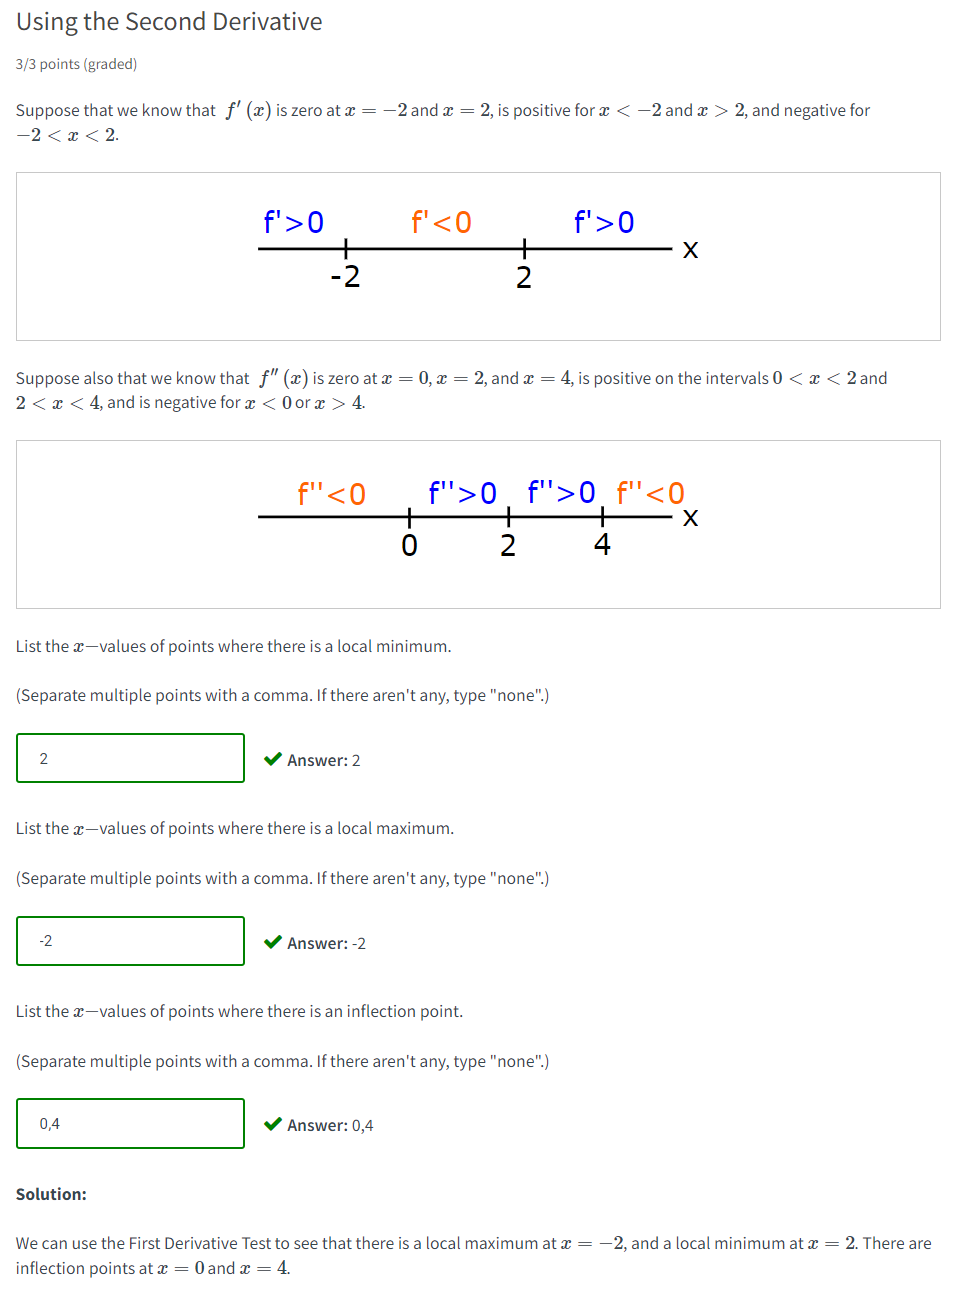 Using the Second Derivative
3/3 points (graded)
Suppose that we know that f′ (x) is zero at x = −2 and x = 2, is positive for x < −2 and x > 2, and negative for
−2 < x < 2.
f'>0 f'<0 f'>0
x
-2 2
Suppose also that we know that f″ (x) is zero at x = 0, x = 2, and x = 4, is positive on the intervals 0 < x < 2 and
2 < x < 4, and is negative for x < 0 or x > 4.
f''<0 f''>0 f''>0 f''<0
x
0 2 4
List the x−values of points where there is a local minimum.
(Separate multiple points with a comma. If there aren't any, type "none".)
2 ✔ Answer: 2
List the x−values of points where there is a local maximum.
(Separate multiple points with a comma. If there aren't any, type "none".)
-2 ✔ Answer: -2
List the x−values of points where there is an inflection point.
(Separate multiple points with a comma. If there aren't any, type "none".)
0,4 ✔ Answer: 0,4
Solution:
We can use the First Derivative Test to see that there is a local maximum at x = −2, and a local minimum at x = 2. There are
inflection points at x = 0 and x = 4.